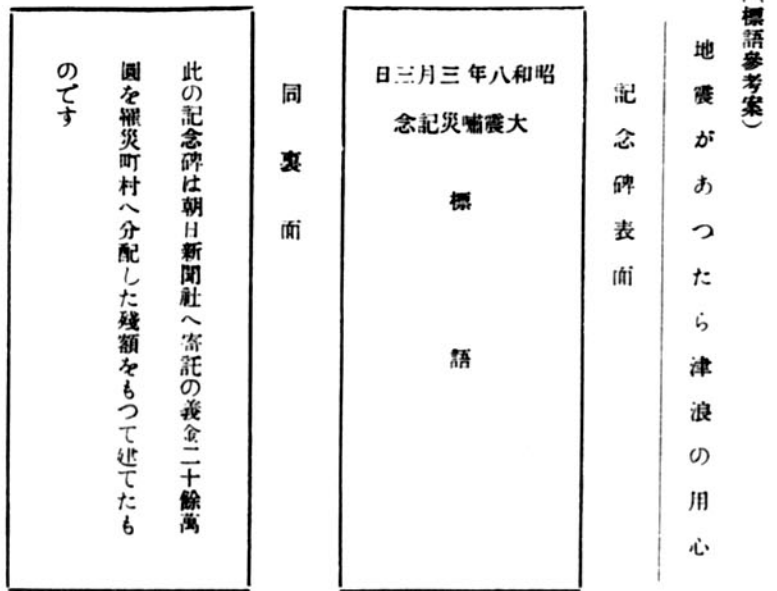 (標語參考案)
地震があつたら津浪の用心
記念碑表面
日三月三年八和昭
念記災嘯震大
標語
同裏面
此の記念碑は朝日新聞社へ寄託の義金二十餘萬
圓を罹災町村へ分配した殘額をもつて建てたも
のです